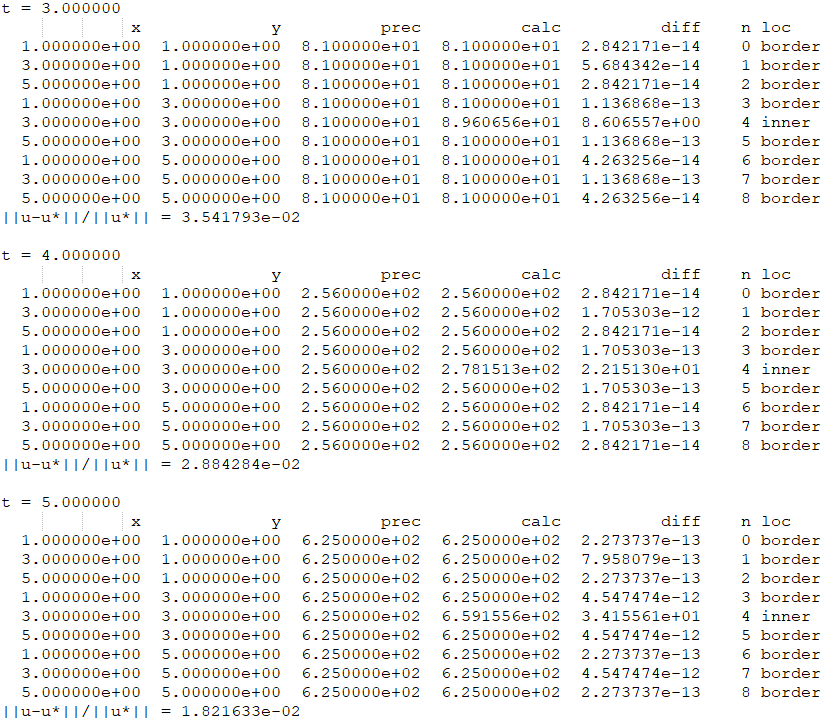 t = 3.000000
x y prec calc diff n loc
1.000000e+00 1.000000e+00 8.100000e+01 8.100000e+01 2.842171e-14 0 border
3.000000e+00 1.000000e+00 8.100000e+01 8.100000e+01 5.684342e-14 1 border
5.000000e+00 1.000000e+00 8.100000e+01 8.100000e+01 2.842171e-14 2 border
1.000000e+00 3.000000e+00 8.100000e+01 8.100000e+01 1.136868e-13 3 border
3.000000e+00 3.000000e+00 8.100000e+01 8.960656e+01 8.606557e+00 4 inner
5.000000e+00 3.000000e+00 8.100000e+01 8.100000e+01 1.136868e-13 5 border
1.000000e+00 5.000000e+00 8.100000e+01 8.100000e+01 4.263256e-14 6 border
3.000000e+00 5.000000e+00 8.100000e+01 8.100000e+01 1.136868e-13 7 border
5.000000e+00 5.000000e+00 8.100000e+01 8.100000e+01 4.263256e-14 8 border
||u-u*||/||u*|| = 3.541793e-02
t = 4.000000
x y prec calc diff n loc
1.000000e+00 1.000000e+00 2.560000e+02 2.560000e+02 2.842171e-14 0 border
3.000000e+00 1.000000e+00 2.560000e+02 2.560000e+02 1.705303e-12 1 border
5.000000e+00 1.000000e+00 2.560000e+02 2.560000e+02 2.842171e-14 2 border
1.000000e+00 3.000000e+00 2.560000e+02 2.560000e+02 1.705303e-13 3 border
3.000000e+00 3.000000e+00 2.560000e+02 2.781513e+02 2.215130e+01 4 inner
5.000000e+00 3.000000e+00 2.560000e+02 2.560000e+02 1.705303e-13 5 border
1.000000e+00 5.000000e+00 2.560000e+02 2.560000e+02 2.842171e-14 6 border
3.000000e+00 5.000000e+00 2.560000e+02 2.560000e+02 1.705303e-13 7 border
5.000000e+00 5.000000e+00 2.560000e+02 2.560000e+02 2.842171e-14 8 border
||u-u*||/||u*|| = 2.884284e-02
t = 5.000000
x y prec calc diff n loc
1.000000e+00 1.000000e+00 6.250000e+02 6.250000e+02 2.273737e-13 0 border
3.000000e+00 1.000000e+00 6.250000e+02 6.250000e+02 7.958079e-13 1 border
5.000000e+00 1.000000e+00 6.250000e+02 6.250000e+02 2.273737e-13 2 border
1.000000e+00 3.000000e+00 6.250000e+02 6.250000e+02 4.547474e-12 3 border
3.000000e+00 3.000000e+00 6.250000e+02 6.591556e+02 3.415561e+01 4 inner
5.000000e+00 3.000000e+00 6.250000e+02 6.250000e+02 4.547474e-12 5 border
1.000000e+00 5.000000e+00 6.250000e+02 6.250000e+02 2.273737e-13 6 border
3.000000e+00 5.000000e+00 6.250000e+02 6.250000e+02 4.547474e-12 7 border
5.000000e+00 5.000000e+00 6.250000e+02 6.250000e+02 2.273737e-13 8 border
||u-u*||/||u*|| = 1.821633e-02